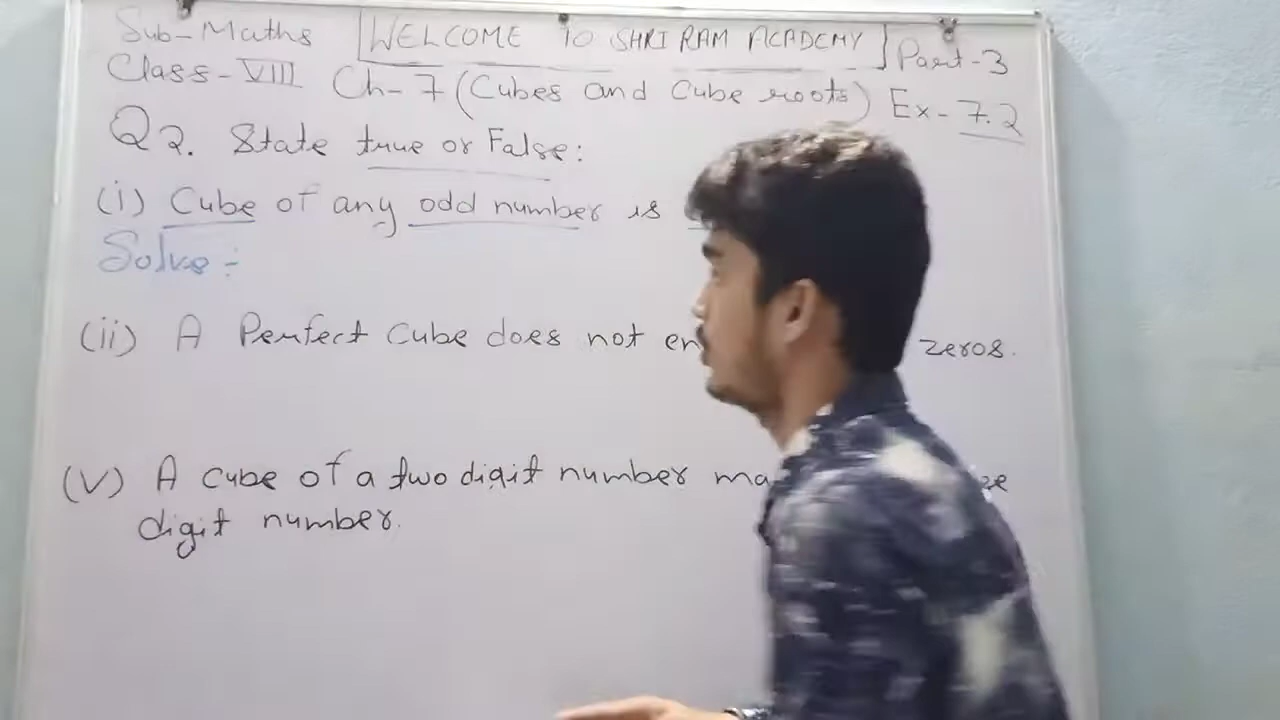 Sub-Maths WELCOME TO SHRI RAM ACADEMY Part-3
Class-VIII Ch-7 (Cubes and Cube roots) Ex-7.2
Q2. State true or False:
(i) Cube of any odd number is
Solve:-
(ii) A Perfect Cube does not en zeros.
(V) A cube of a two digit number ma
digit number.